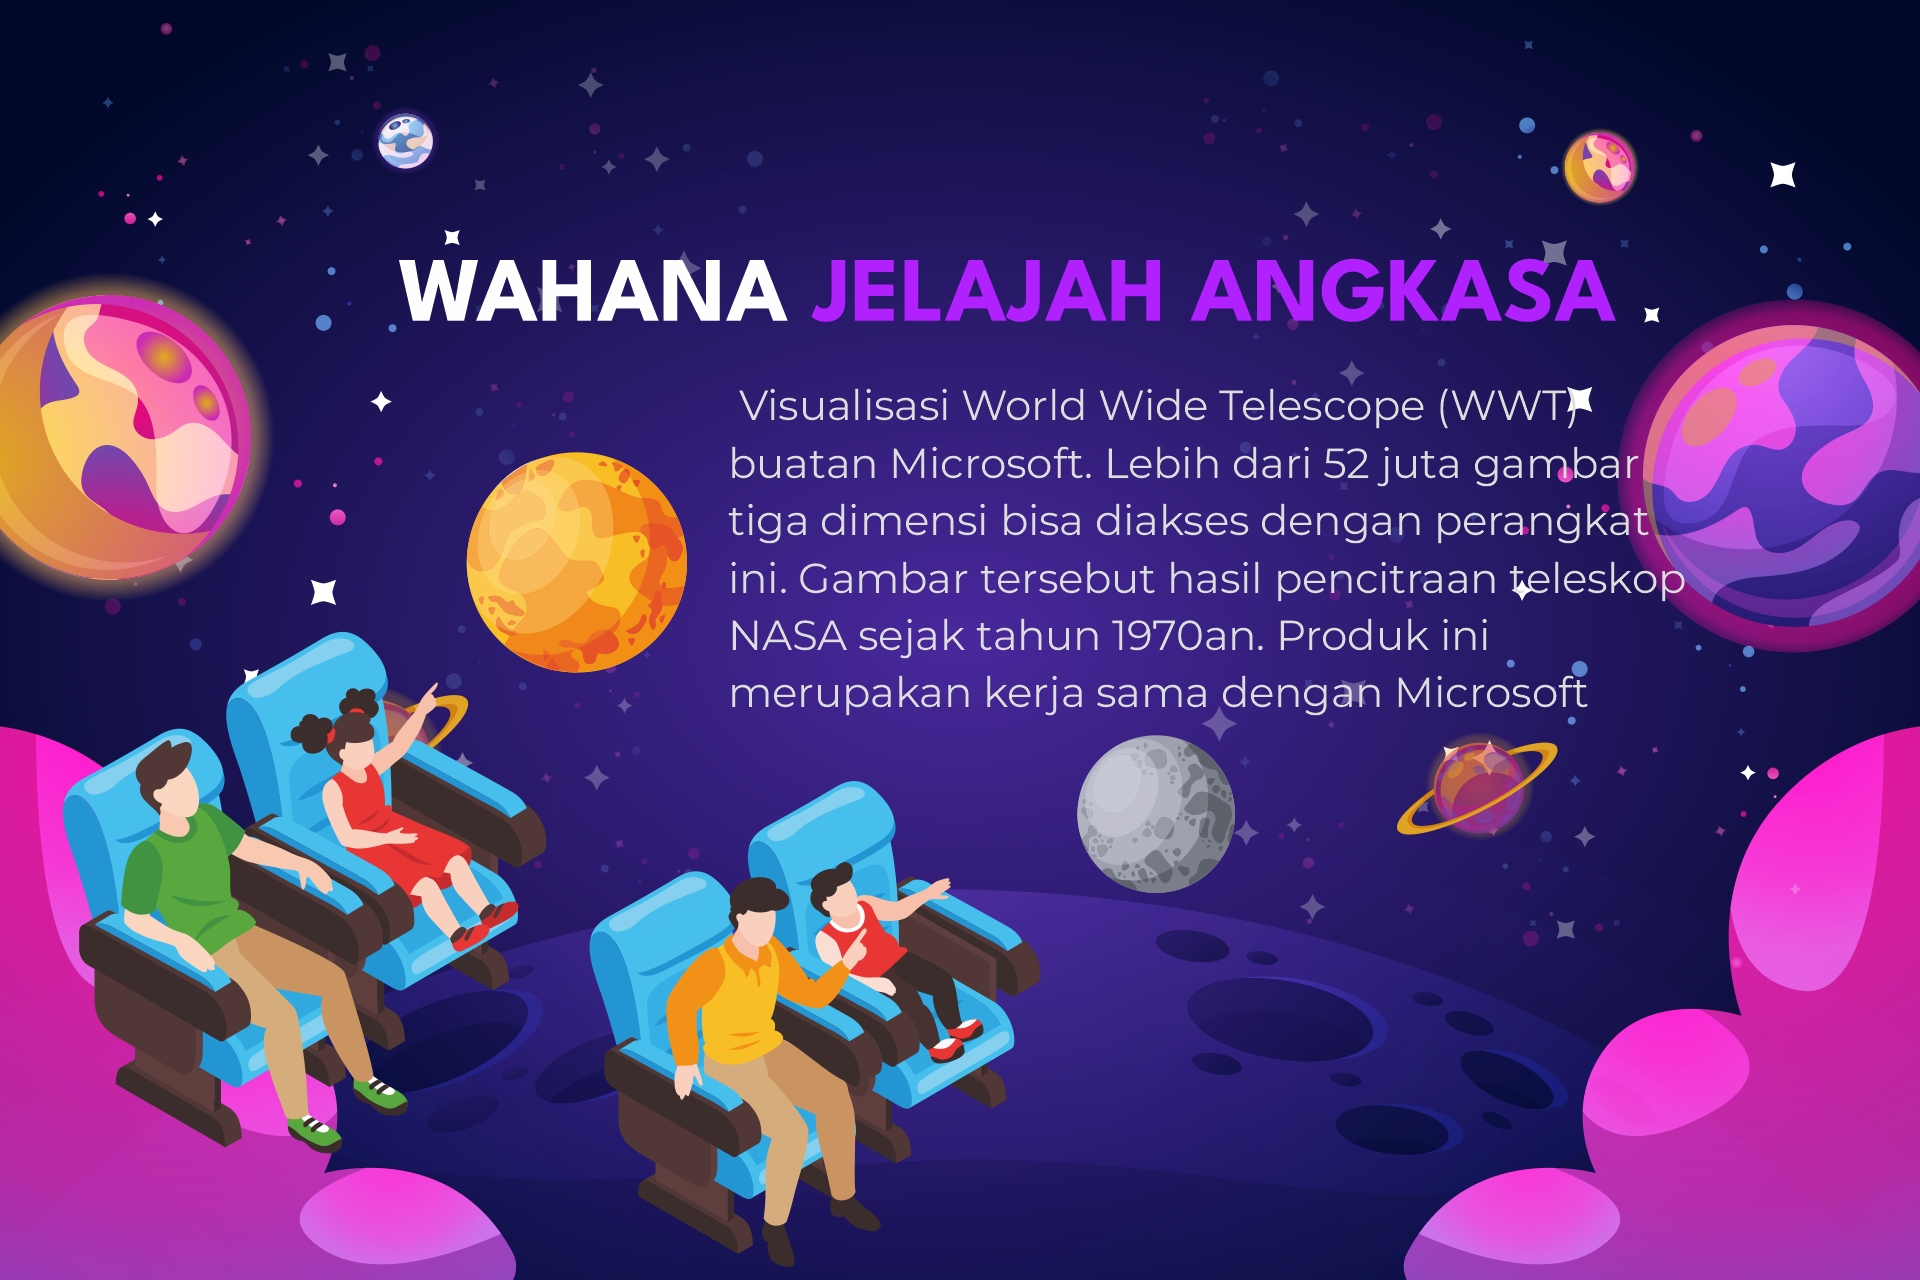 WAHANA JELAJAH ANGKASA
Visualisasi World Wide Telescope (WWT)
buatan Microsoft. Lebih dari 52 juta gambar
tiga dimensi bisa diakses dengan perangkat
ini. Gambar tersebut hasil pencitraan teleskop
NASA sejak tahun 1970an. Produk ini
merupakan kerja sama dengan Microsoft